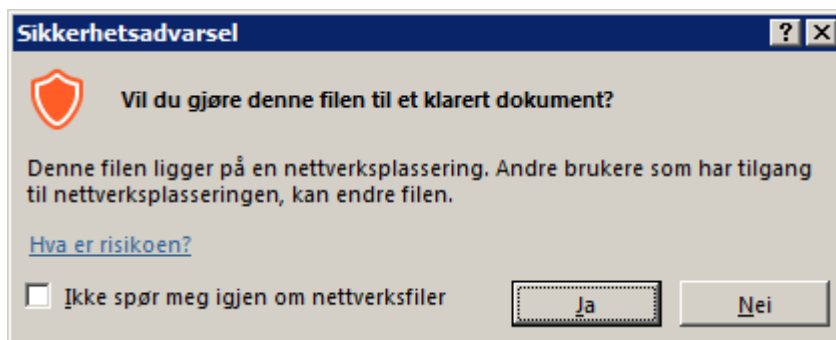 Sikkerhetsadvarsel
Vil du gjøre denne filen til et klarert dokument?
Denne filen ligger på en nettverksplassering. Andre brukere som har tilgang
til nettverksplasseringen, kan endre filen.
Hva er risikoen?
Ikke spør meg igjen om nettverksfiler
Ja Nei